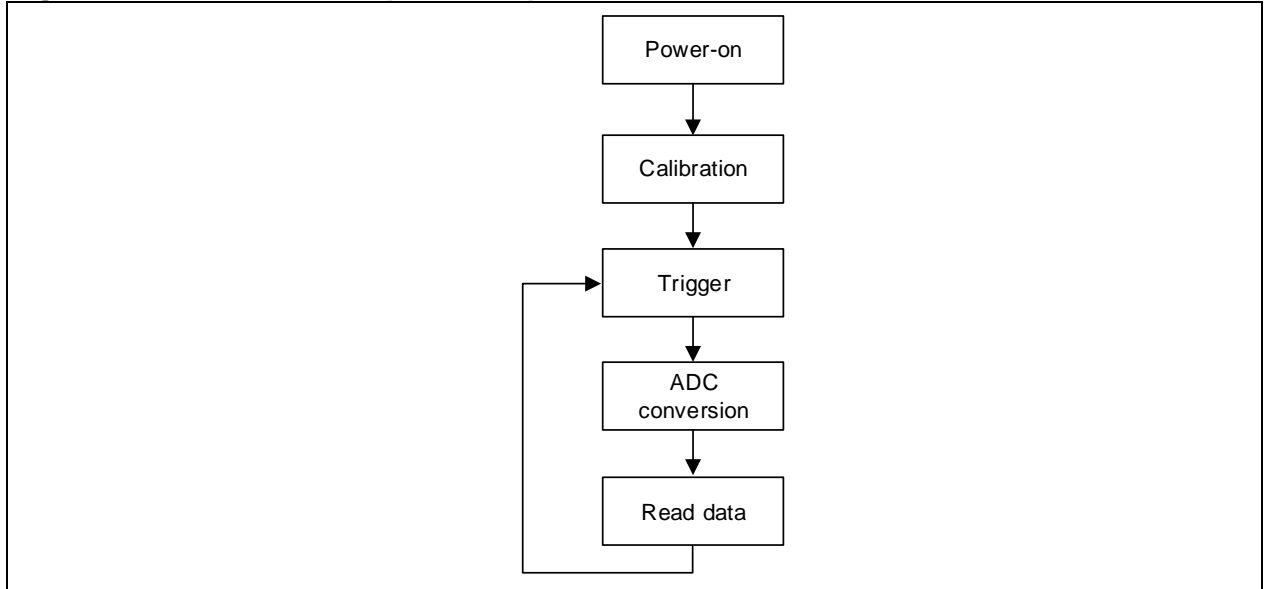 Power-on
Calibration
Trigger
ADC
conversion
Read data